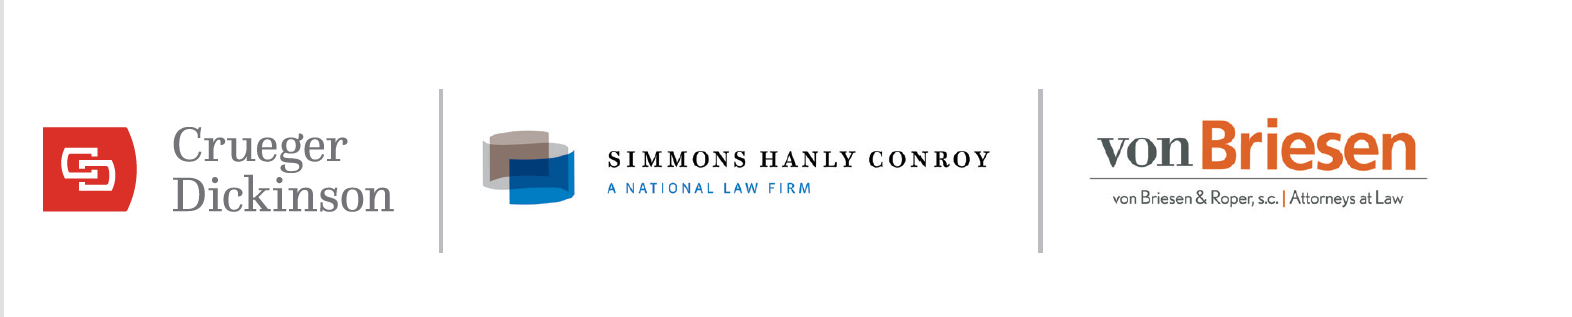 Crueger
Dickinson
SIMMONS HANLY CONROY
A NATIONAL LAW FIRM
von Briesen
von Briesen & Roper, s.c. | Attorneys at Law